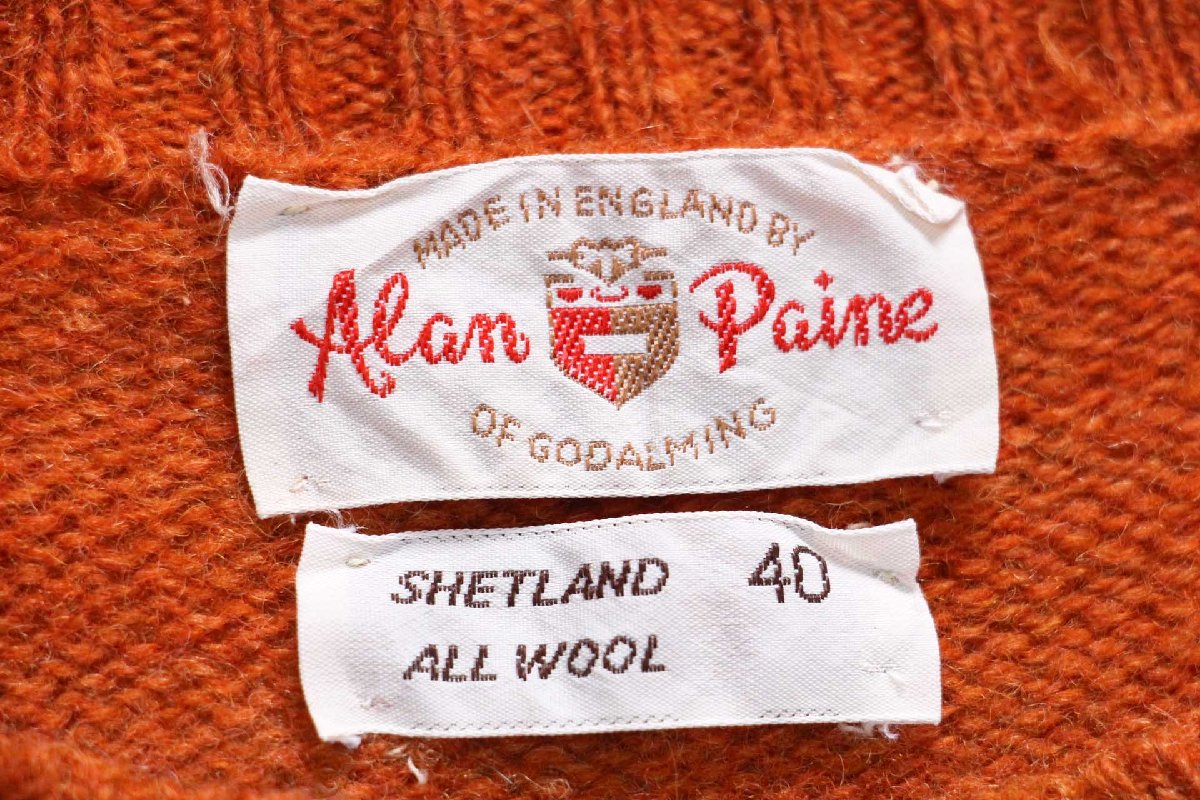 MADE IN ENGLAND BY
Alan Paine
OF GODALMING
SHETLAND 40
ALL WOOL